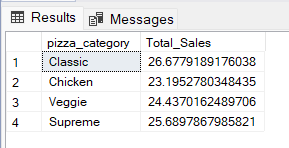 Results Messages
pizza_category Total_Sales
1 Classic 26.6779189176038
2 Chicken 23.1952780348435
3 Veggie 24.4370162489706
4 Supreme 25.6897867985821